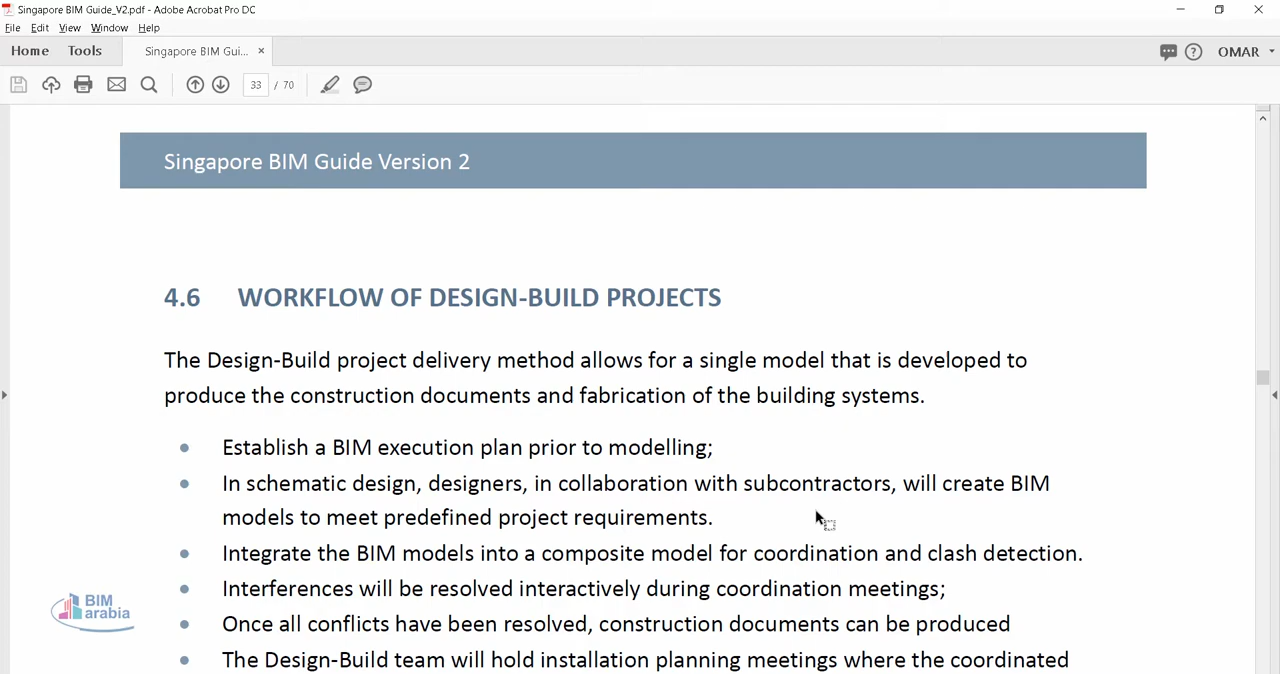 Singapore BIM Guide_V2.pdf - Adobe Acrobat Pro DC
File Edit View Window Help
Home Tools Singapore BIM Gui... × OMAR
33 / 70
Singapore BIM Guide Version 2
4.6 WORKFLOW OF DESIGN-BUILD PROJECTS
The Design-Build project delivery method allows for a single model that is developed to
produce the construction documents and fabrication of the building systems.
• Establish a BIM execution plan prior to modelling;
• In schematic design, designers, in collaboration with subcontractors, will create BIM
models to meet predefined project requirements.
• Integrate the BIM models into a composite model for coordination and clash detection.
• Interferences will be resolved interactively during coordination meetings;
• Once all conflicts have been resolved, construction documents can be produced
• The Design-Build team will hold installation planning meetings where the coordinated
BIM
arabia